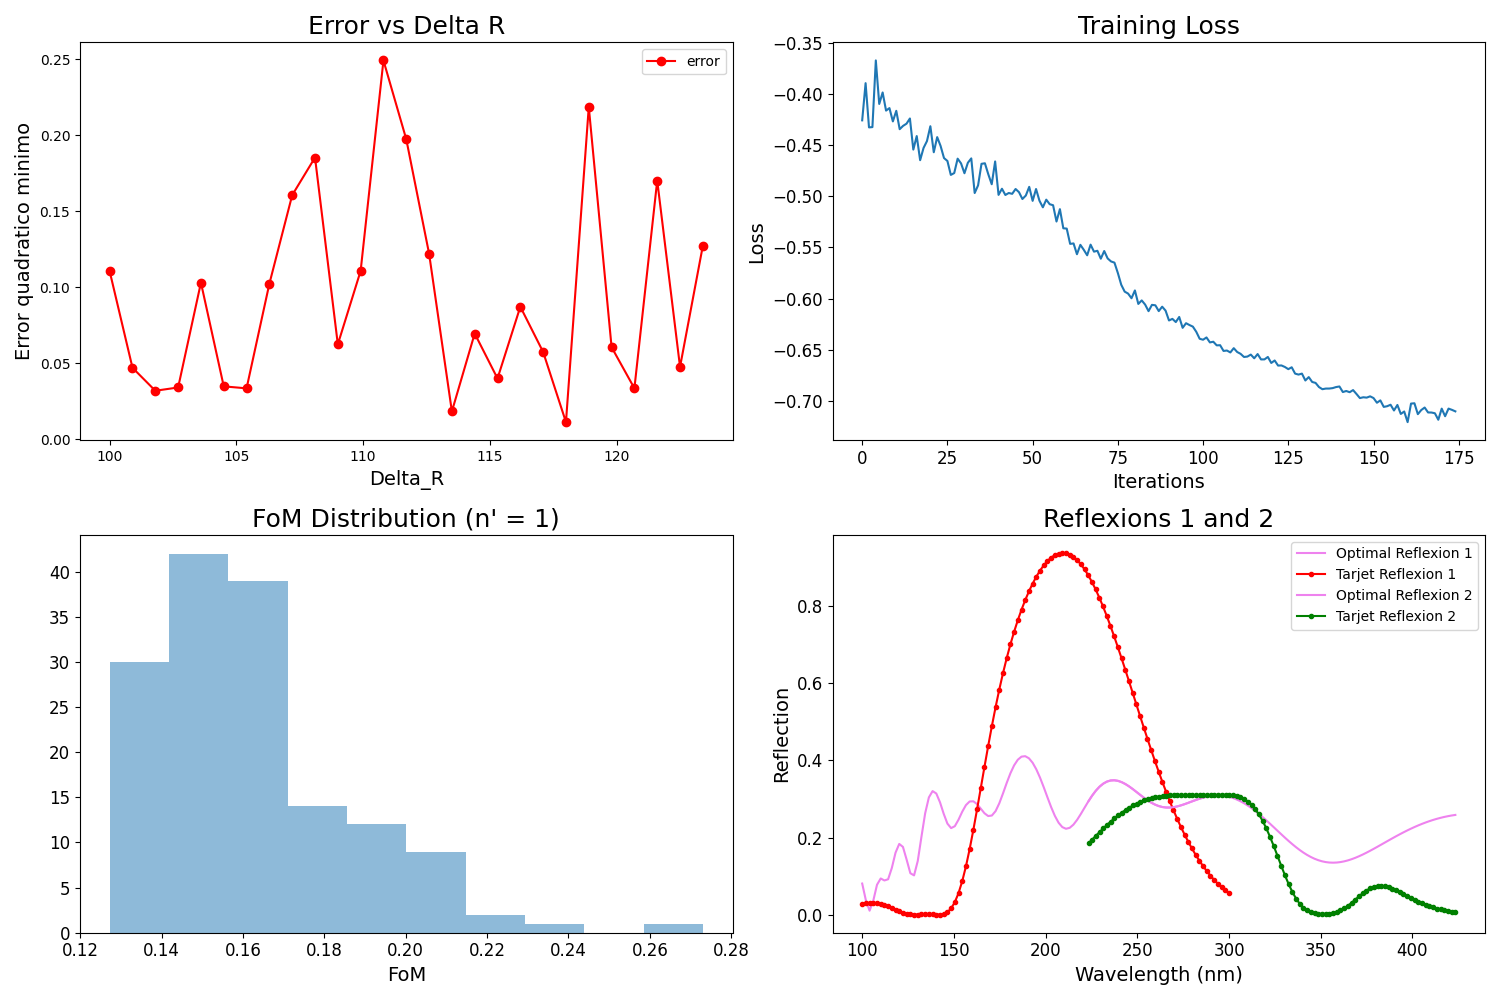 Error vs Delta R
error
Error quadratico minimo
0.25
0.20
0.15
0.10
0.05
0.00
100 105 110 115 120
Delta_R
Training Loss
Loss
−0.35
−0.40
−0.45
−0.50
−0.55
−0.60
−0.65
−0.70
0 25 50 75 100 125 150 175
Iterations
FoM Distribution (n' = 1)
40
35
30
25
20
15
10
5
0
0.12 0.14 0.16 0.18 0.20 0.22 0.24 0.26 0.28
FoM
Reflexions 1 and 2
Optimal Reflexion 1
Tarjet Reflexion 1
Optimal Reflexion 2
Tarjet Reflexion 2
Reflection
0.8
0.6
0.4
0.2
0.0
100 150 200 250 300 350 400
Wavelength (nm)